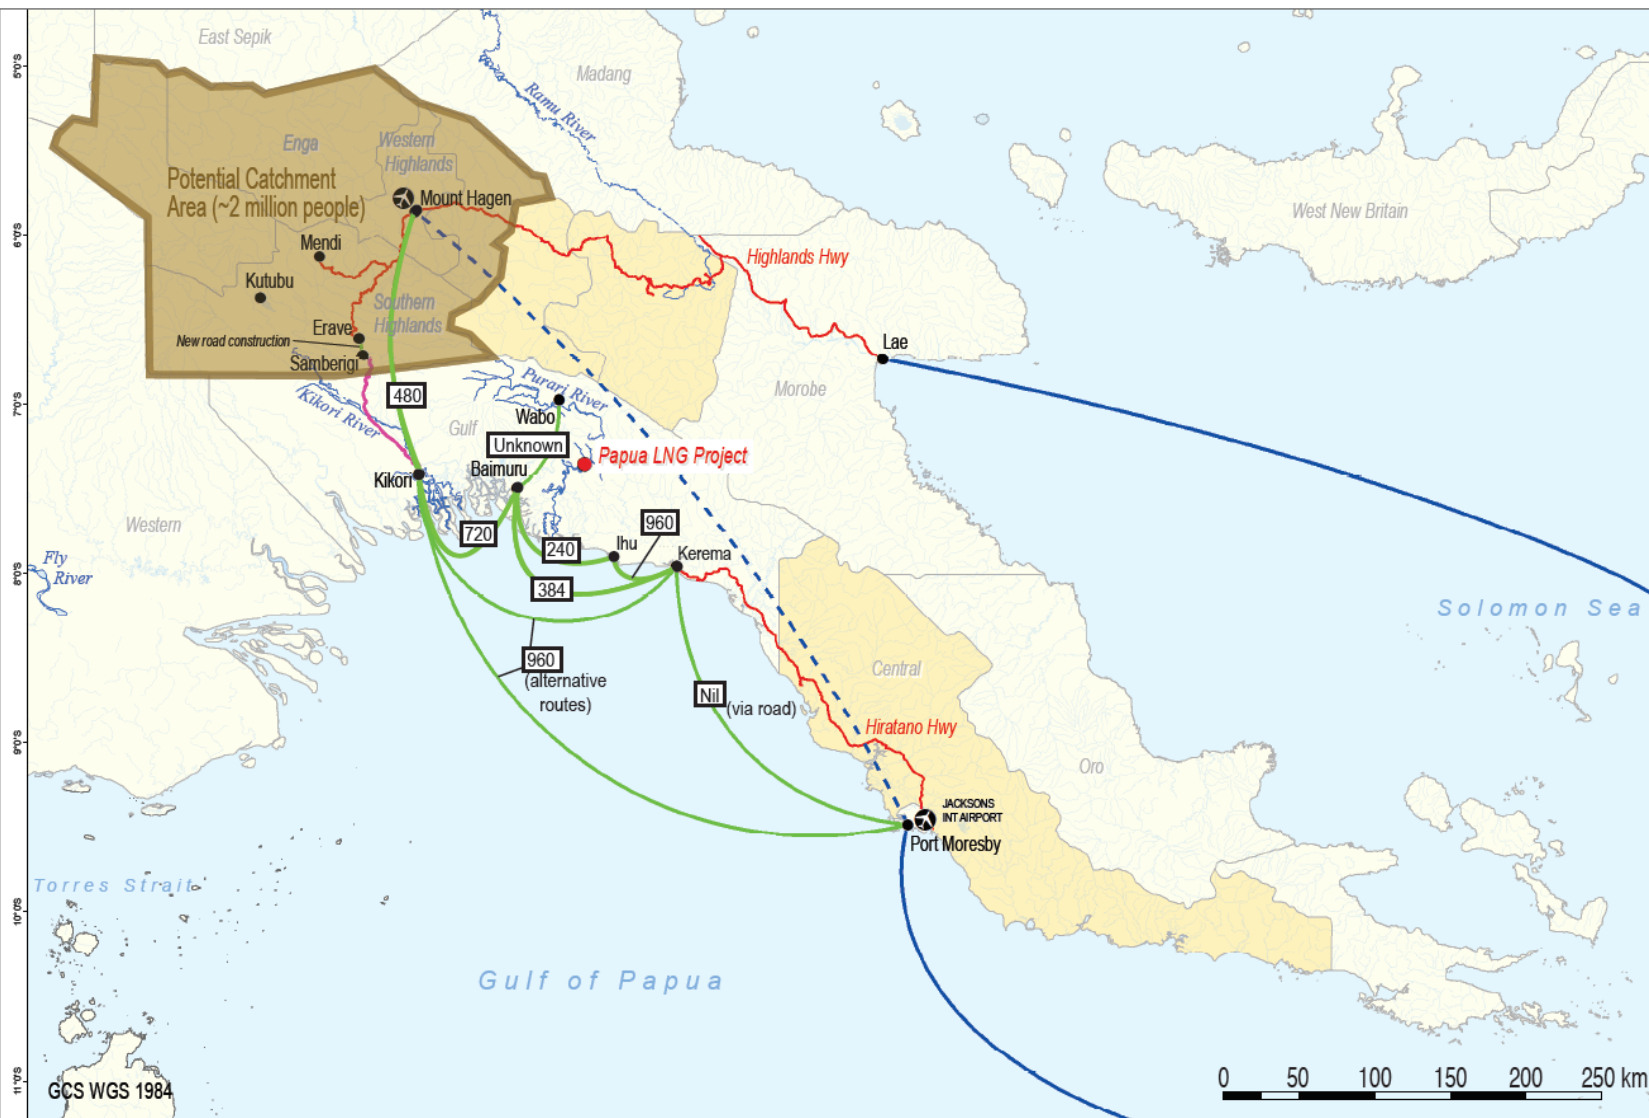 East Sepik
Madang
5°0'S
Ramu River
Enga
Western
Highlands
Potential Catchment
Area (~2 million people)
Mount Hagen
West New Britain
6°0'S
Mendi
Highlands Hwy
Kutubu
Southern
Highlands
Erave
New road construction
Samberigi
Lae
Purari River
Morobe
480
Kikori River
7°0'S
Wabo
Gulf
Unknown
Papua LNG Project
Baimuru
Kikori
Western
720
960
240
Ihu
Kerema
Fly
River
8°0'S
384
Solomon Sea
960
(alternative
routes)
Central
Nil
(via road)
Hiratano Hwy
9°0'S
Oro
JACKSONS
INT AIRPORT
Port Moresby
Torres Strait
10°0'S
Gulf of Papua
11°0'S
GCS WGS 1984
0 50 100 150 200 250 km